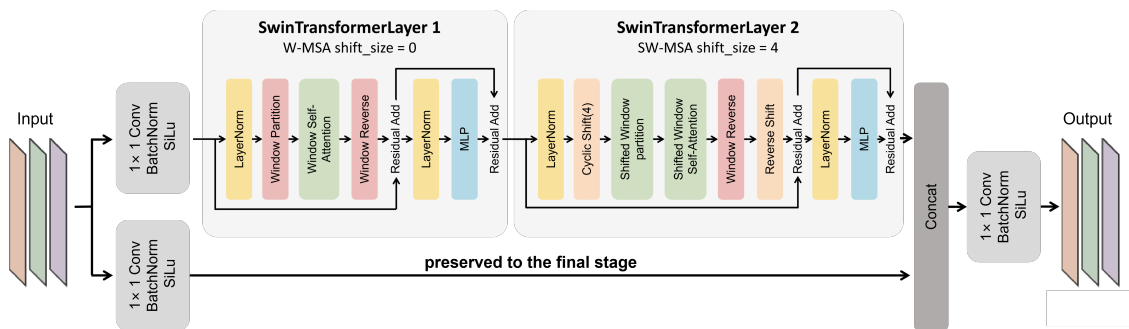 SwinTransformerLayer 1
W-MSA shift_size = 0
SwinTransformerLayer 2
SW-MSA shift_size = 4
Input
1×1 Conv
BatchNorm
SiLu
LayerNorm
Window Partition
Window Self-
Attention
Window Reverse
Residual Add
LayerNorm
MLP
Residual Add
LayerNorm
Cyclic Shift(4)
Shifted Window
partition
Shifted Window
Self-Attention
Window Reverse
Reverse Shift
Residual Add
LayerNorm
MLP
Residual Add
1×1 Conv
BatchNorm
SiLu
preserved to the final stage
Concat
1×1 Conv
BatchNorm
SiLu
Output